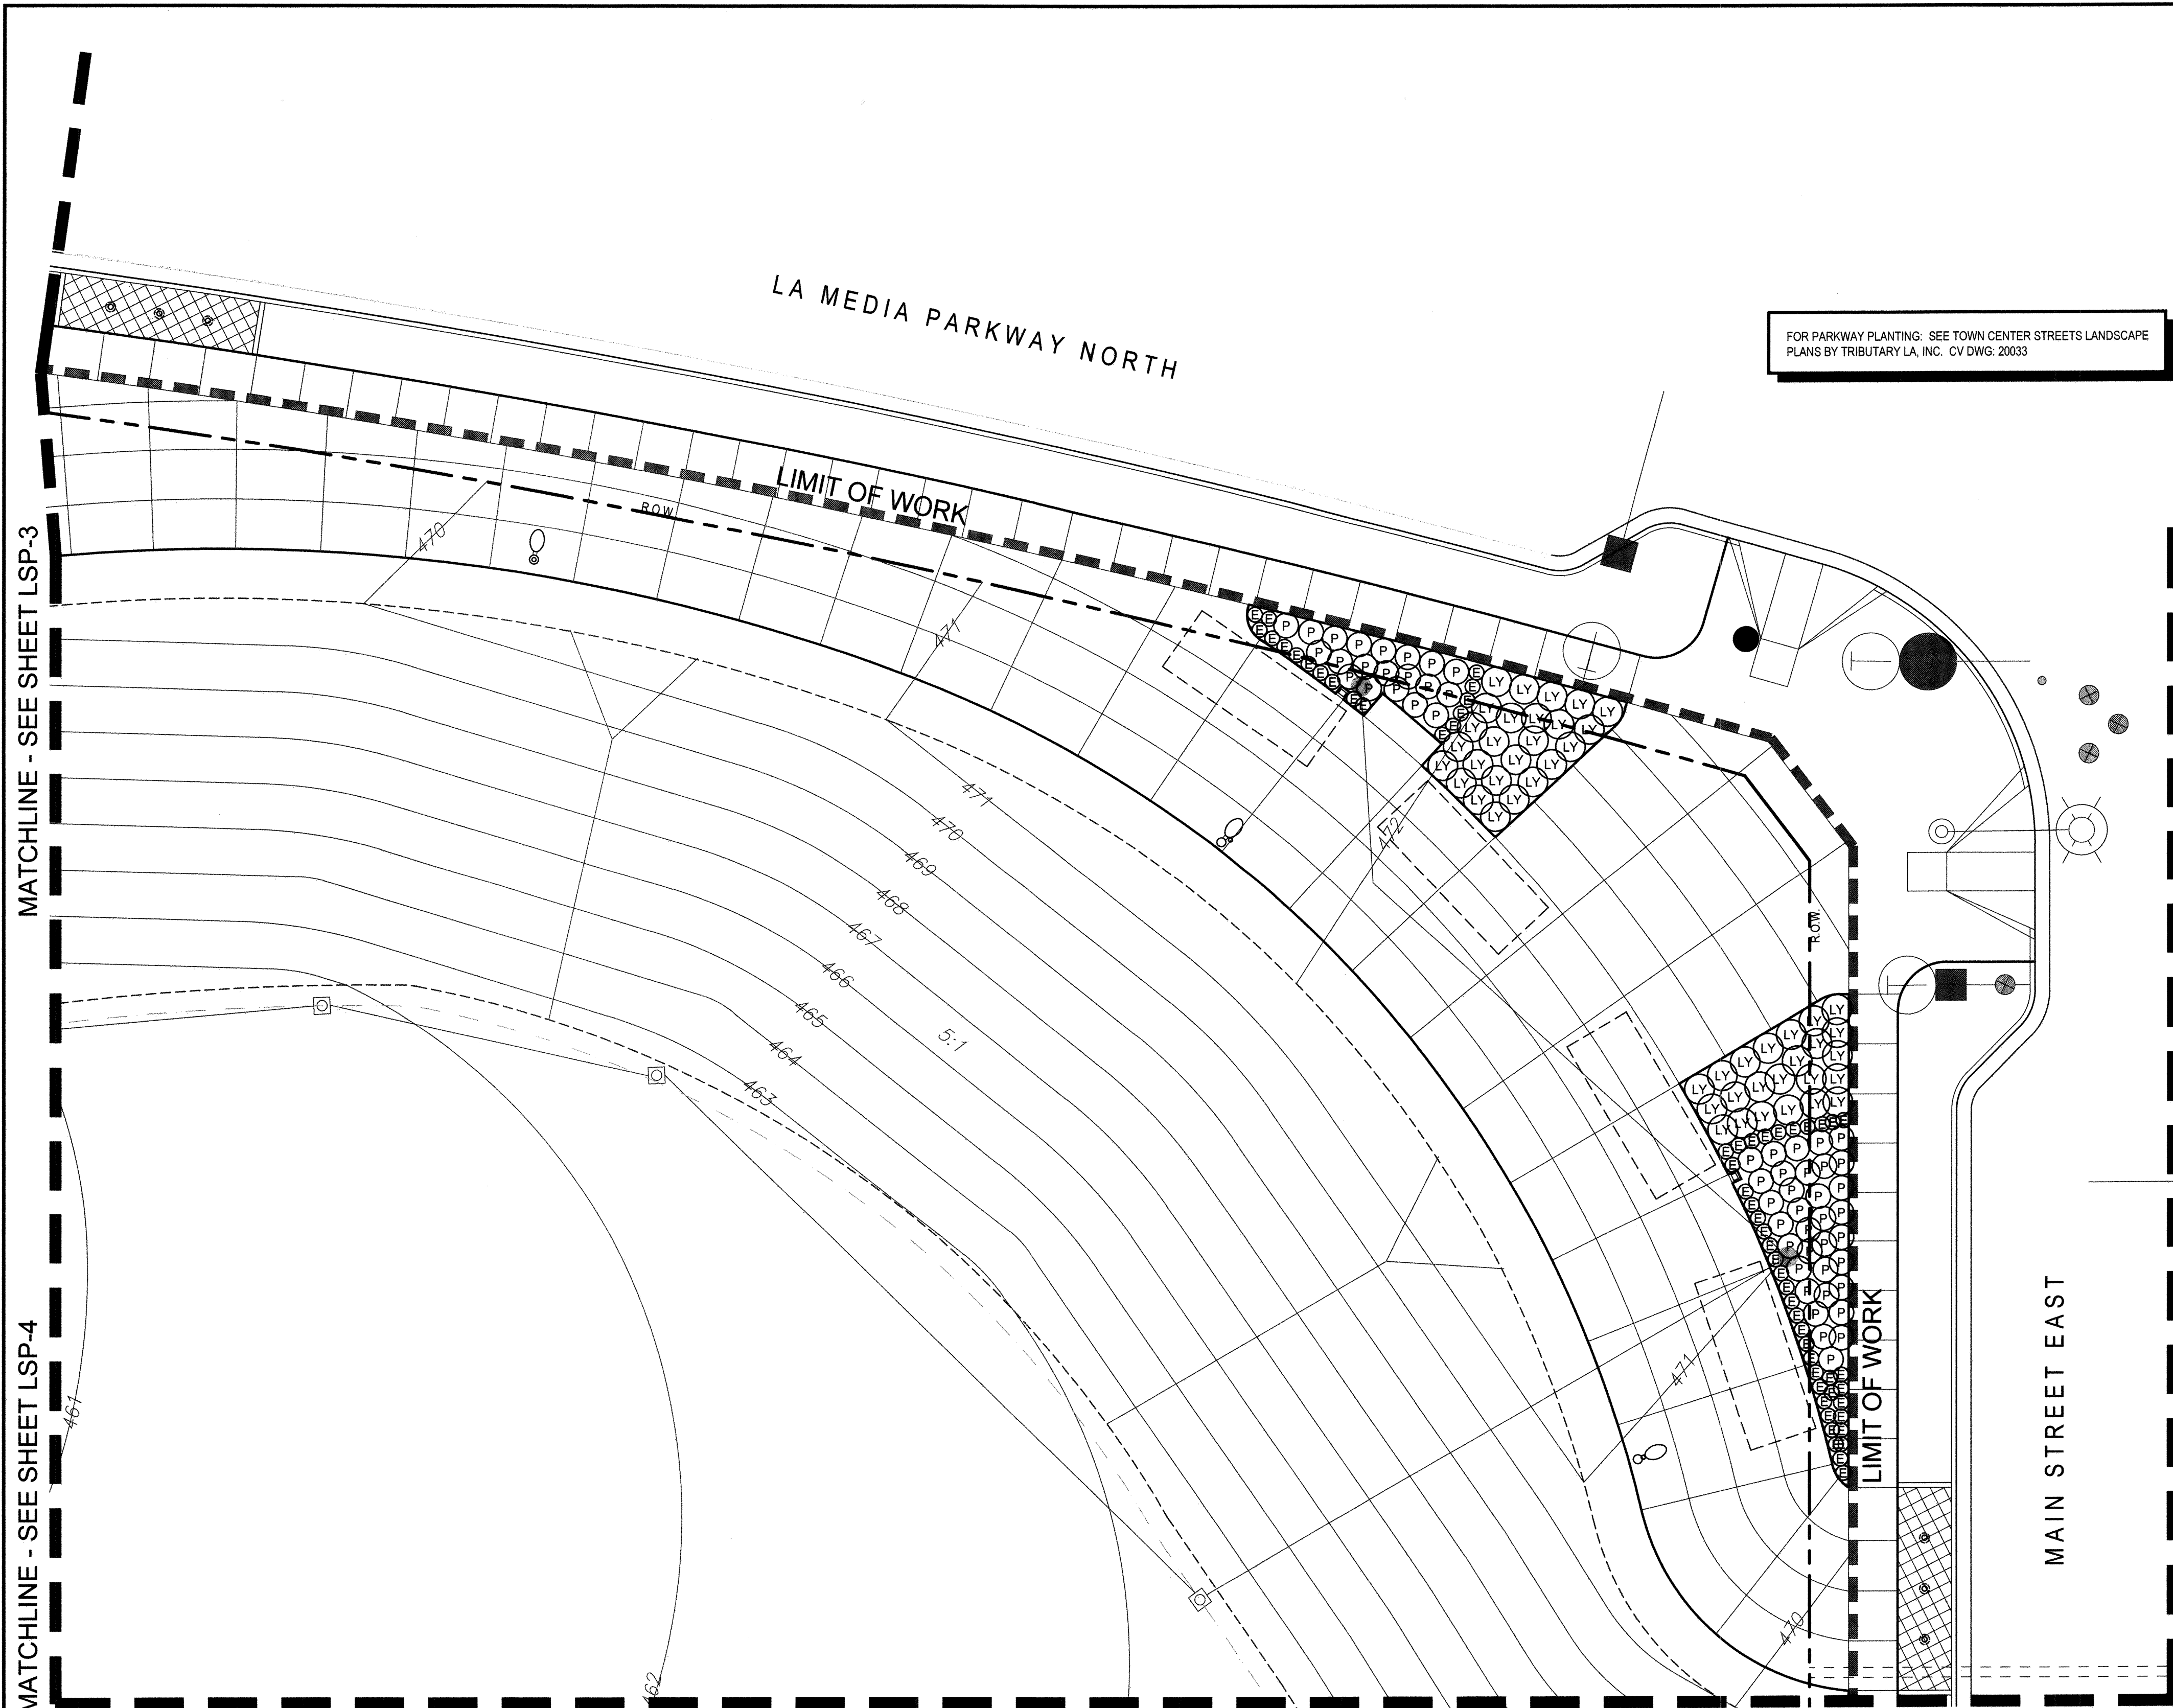 LA MEDIA PARKWAY NORTH
FOR PARKWAY PLANTING: SEE TOWN CENTER STREETS LANDSCAPE
PLANS BY TRIBUTARY LA, INC. CV DWG: 20033
LIMIT OF WORK
R.O.W.
470
471
472
471
470
469
468
467
466
465
464
463
5:1
R.O.W.
MATCHLINE - SEE SHEET LSP-3
MATCHLINE - SEE SHEET LSP-4
461
462
471
470
LIMIT OF WORK
MAIN STREET EAST